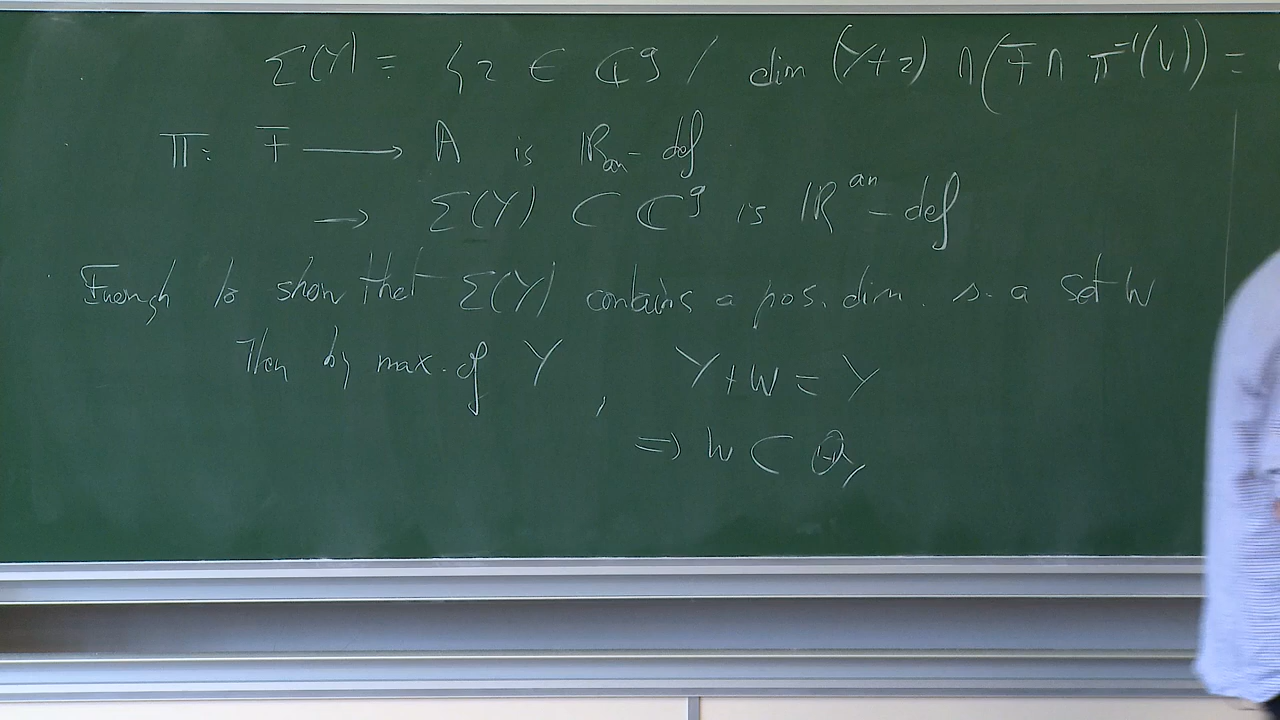 Σ(Y) = { z ∈ ℂ^g / dim (Y+z) ∩ (F ∩ π^{-1}(V)) =
π: F ⟶ A is ℝ_an - def
→ Σ(Y) ⊂ ℂ^g is ℝ^an - def
Enough to show that Σ(Y) contains a pos. dim. s. a set W
Then by max. of Y , Y + W = Y
⇒ W ⊂ Θ_Y